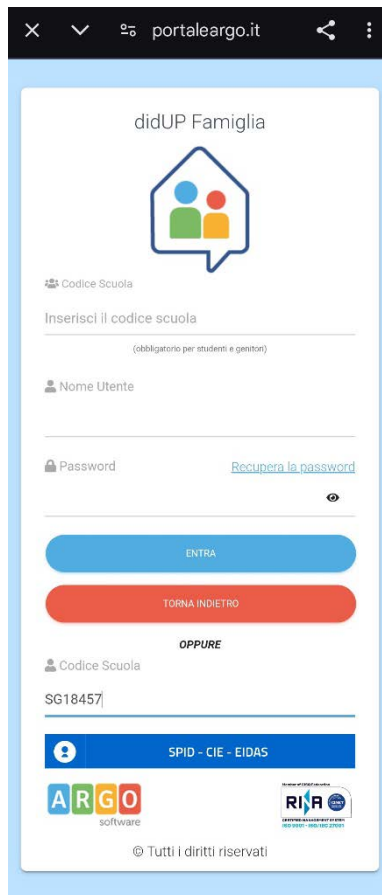 portaleargo.it
didUP Famiglia
Codice Scuola
Inserisci il codice scuola
(obbligatorio per studenti e genitori)
Nome Utente
Password Recupera la password
ENTRA
TORNA INDIETRO
OPPURE
Codice Scuola
SG18457
SPID - CIE - EIDAS
ARGO
software
RINA
© Tutti i diritti riservati